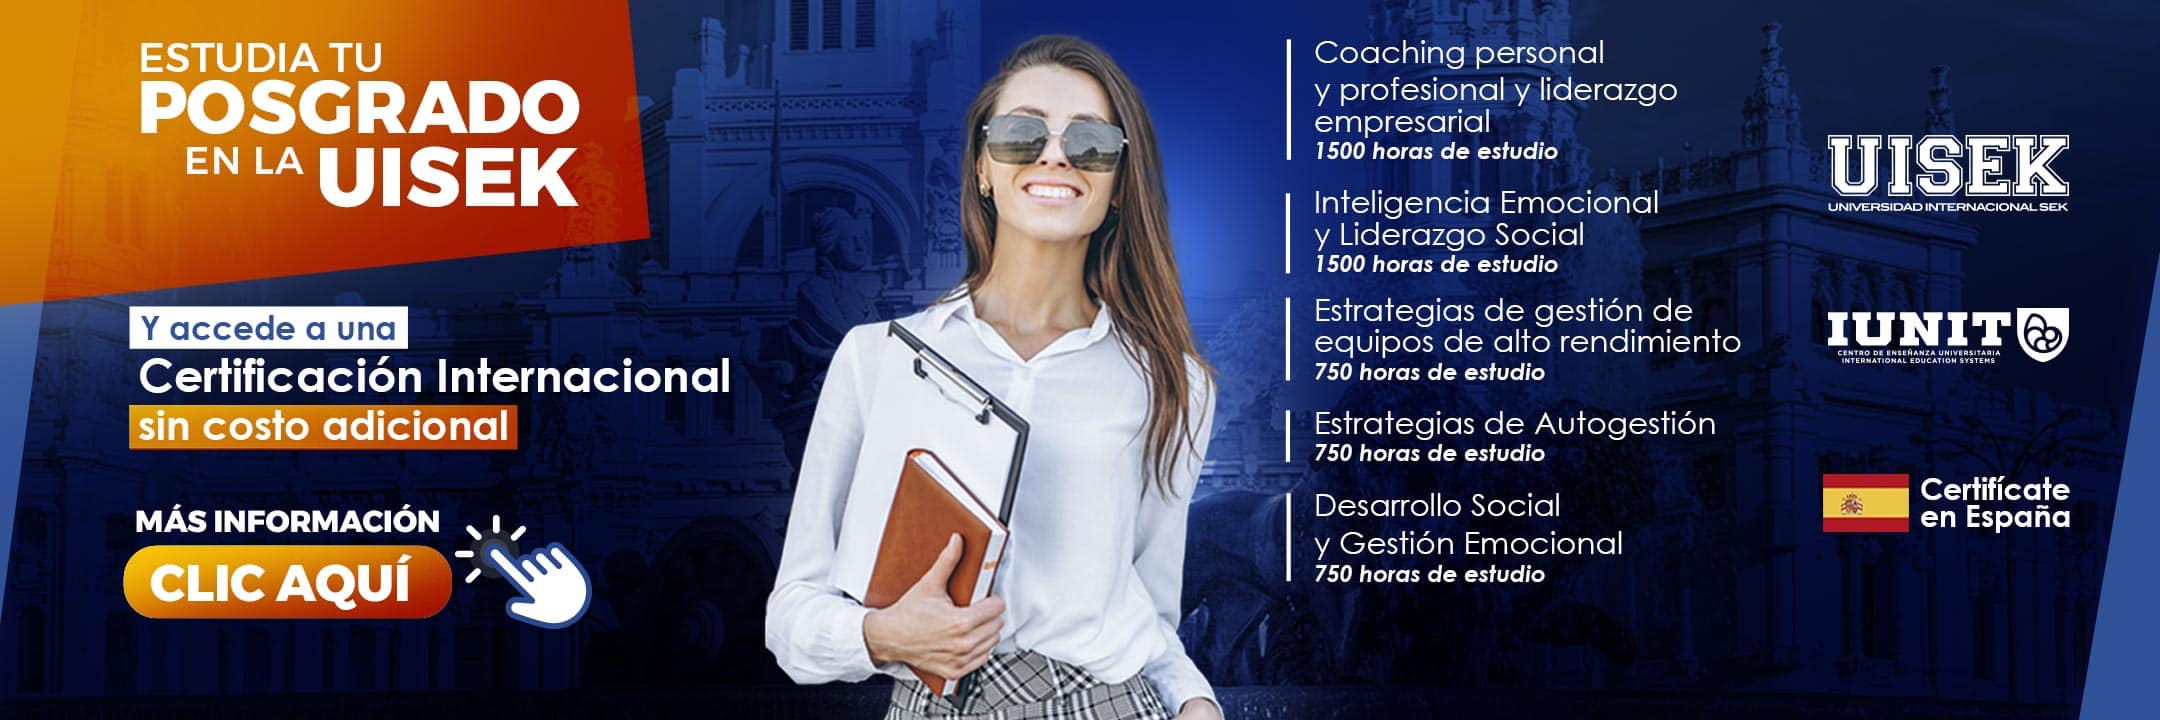 ESTUDIA TU
POSGRADO
EN LA UISEK
Y accede a una
Certificación Internacional
sin costo adicional
MÁS INFORMACIÓN
CLIC AQUÍ
Coaching personal
y profesional y liderazgo
empresarial
1500 horas de estudio
Inteligencia Emocional
y Liderazgo Social
1500 horas de estudio
Estrategias de gestión de
equipos de alto rendimiento
750 horas de estudio
Estrategias de Autogestión
750 horas de estudio
Desarrollo Social
y Gestión Emocional
750 horas de estudio
UISEK
UNIVERSIDAD INTERNACIONAL SEK
IUNIT
CENTRO DE ENSEÑANZA UNIVERSITARIA
INTERNATIONAL EDUCATION SYSTEMS
Certifícate
en España